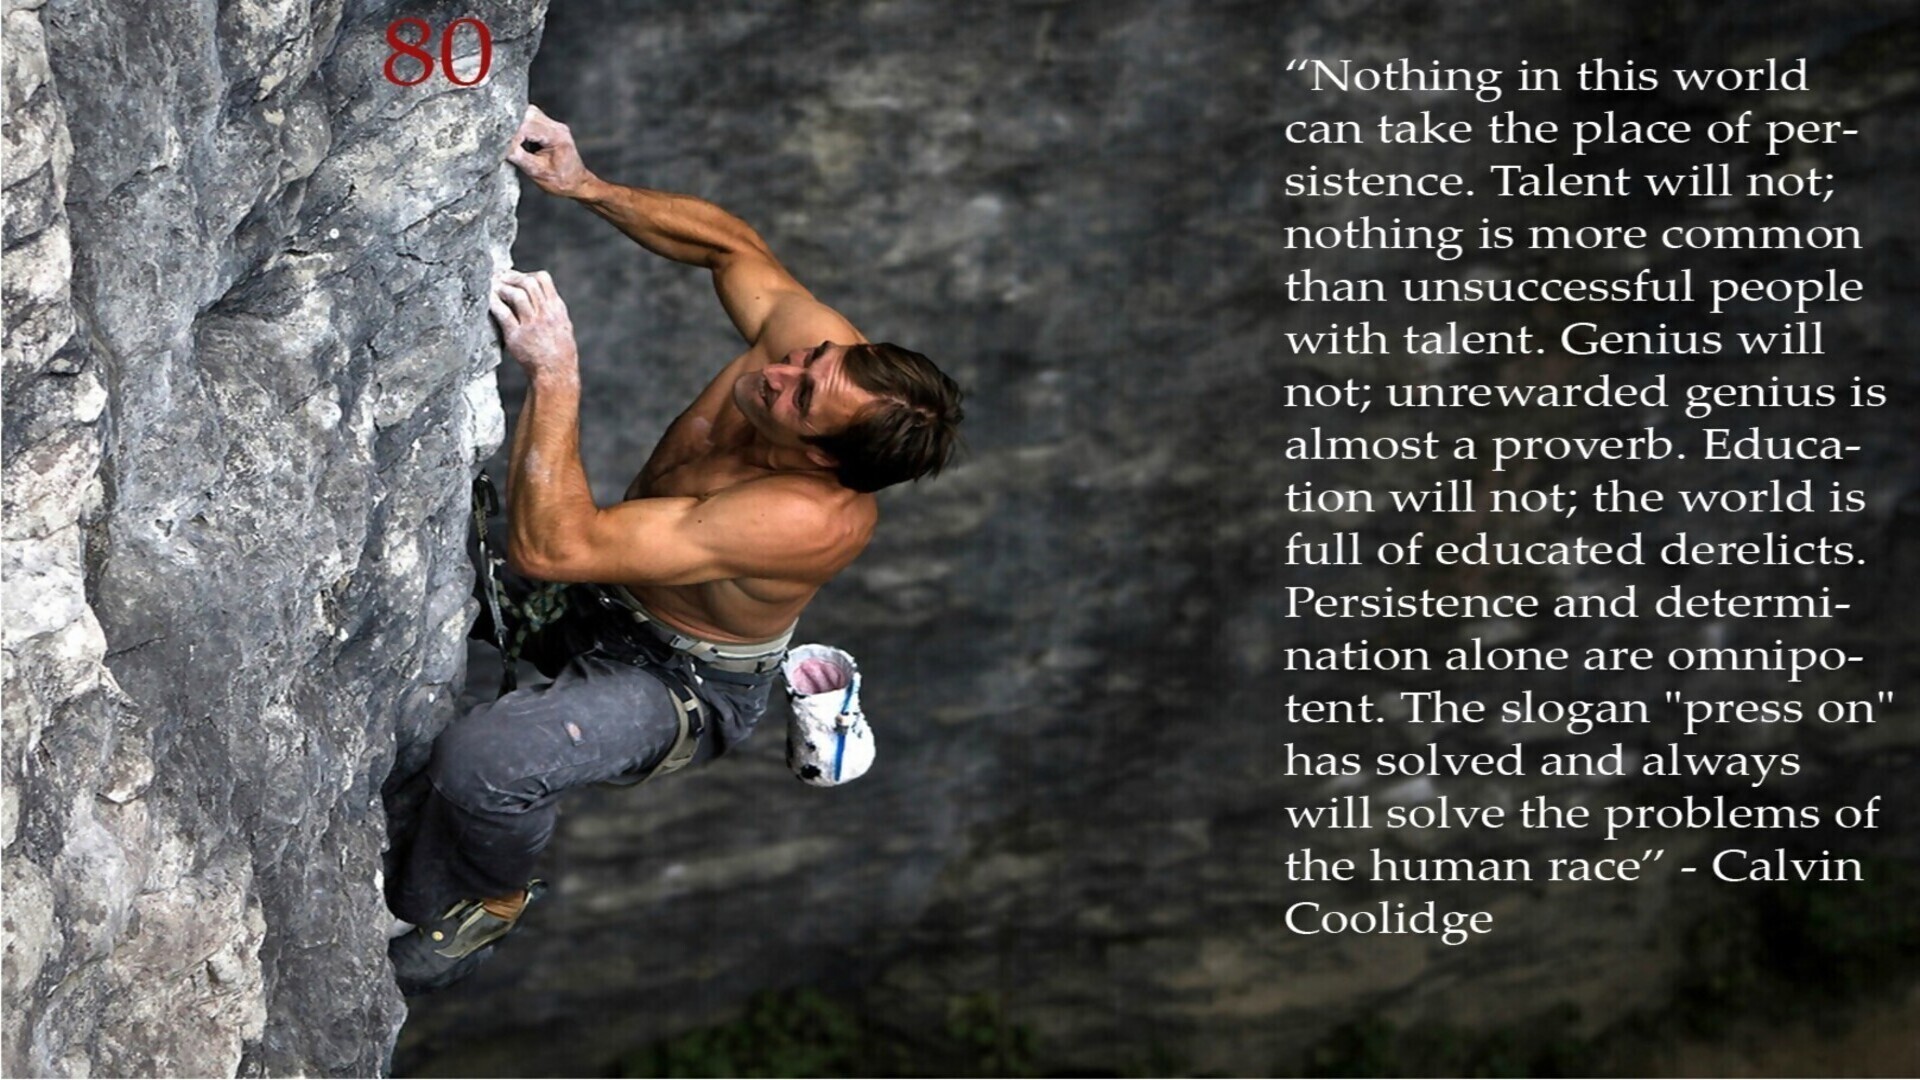 80
“Nothing in this world
can take the place of per-
sistence. Talent will not;
nothing is more common
than unsuccessful people
with talent. Genius will
not; unrewarded genius is
almost a proverb. Educa-
tion will not; the world is
full of educated derelicts.
Persistence and determi-
nation alone are omnipo-
tent. The slogan "press on"
has solved and always
will solve the problems of
the human race” - Calvin
Coolidge